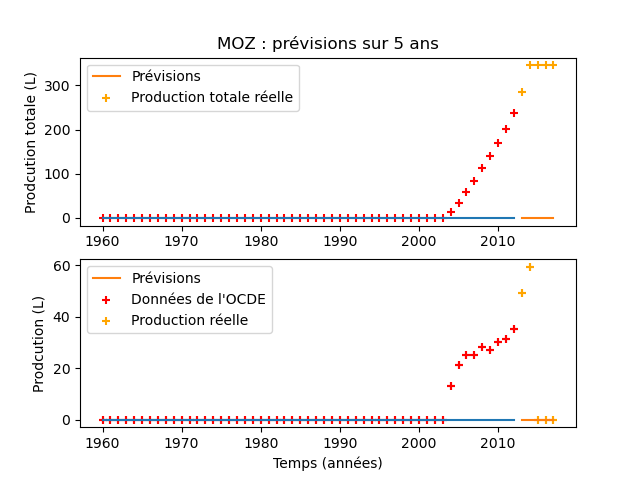 MOZ : prévisions sur 5 ans
Prodcution totale (L)
300
200
100
0
Prévisions
Production totale réelle
1960 1970 1980 1990 2000 2010
Prodcution (L)
60
40
20
0
Prévisions
Données de l'OCDE
Production réelle
1960 1970 1980 1990 2000 2010
Temps (années)